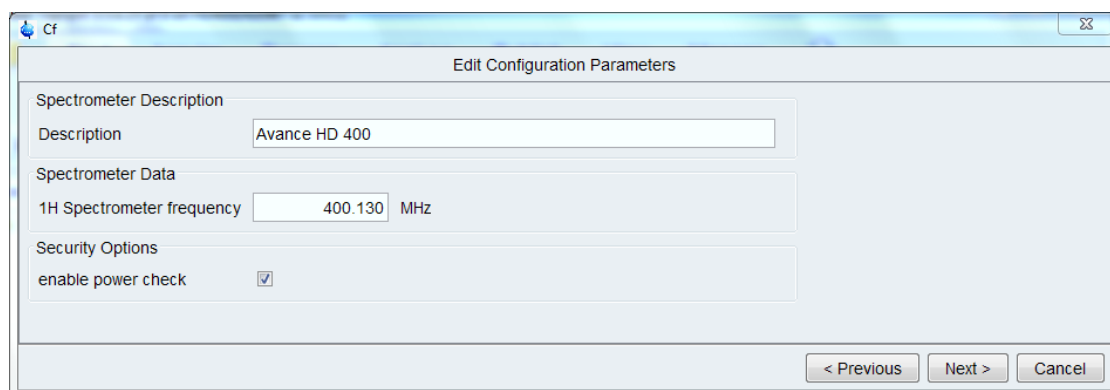 Cf
Edit Configuration Parameters
Spectrometer Description
Description Avance HD 400
Spectrometer Data
1H Spectrometer frequency 400.130 MHz
Security Options
enable power check
< Previous Next > Cancel